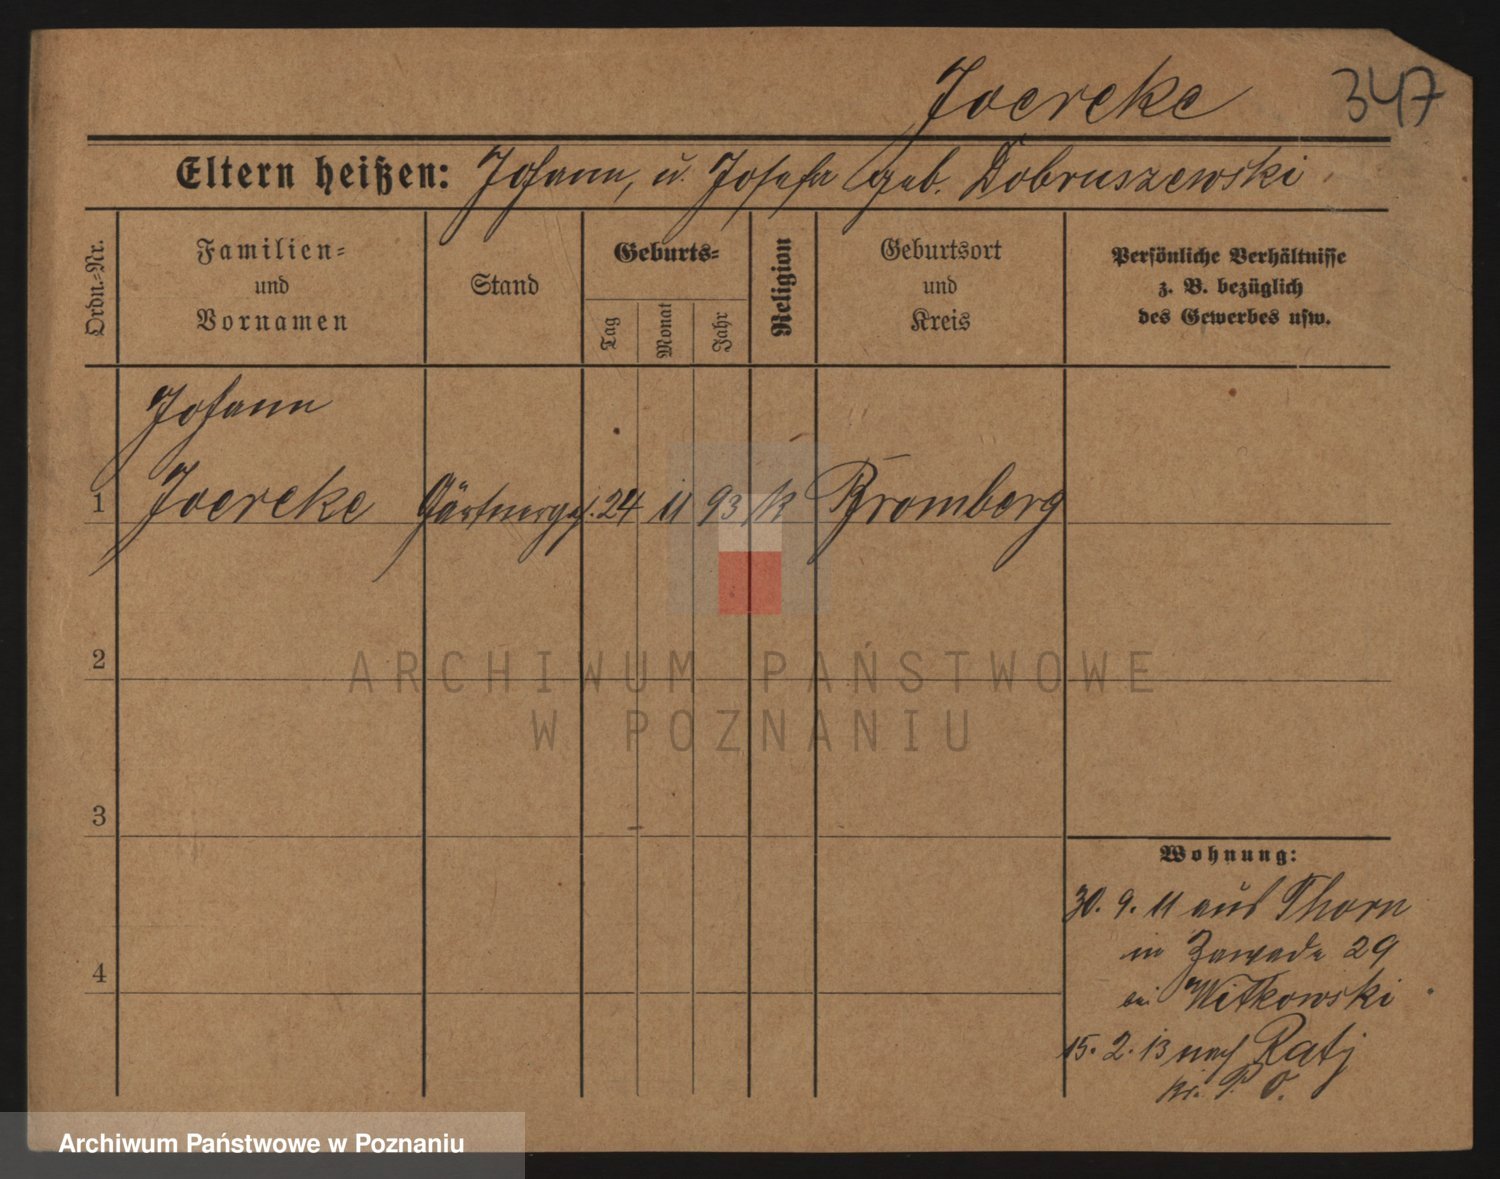 Joercke
347
Eltern heißen: Johann, u. Josefa geb. Dobruszewski
Ordn.-Nr.
Familien=
und
Vornamen
Stand
Geburts=
Tag
Monat
Jahr
Religion
Geburtsort
und
Kreis
Persönliche Verhältnisse
z. B. bezüglich
des Gewerbes usw.
Johann
1 Joercke Gärtnergeh. 24 11 93 k Bromberg
2
3
4
Wohnung:
30. 9. 11 aus Thorn
in Zawade 29
bei Witkowski
15. 2. 13 nach Rataj
Kr. P. O.
ARCHIWUM PAŃSTWOWE
W POZNANIU
Archiwum Państwowe w Poznaniu